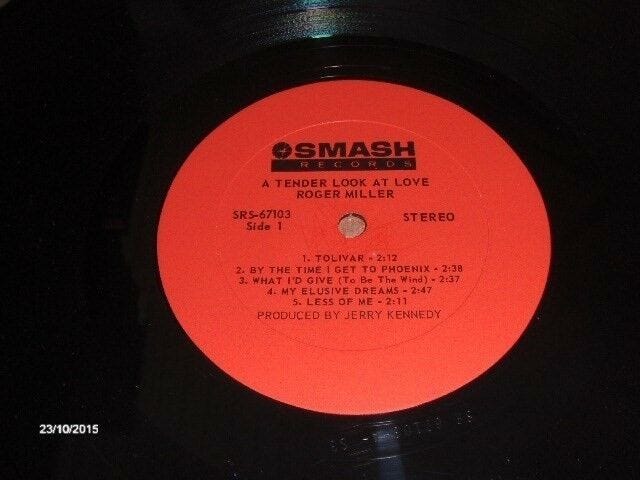 SMASH
RECORDS
A TENDER LOOK AT LOVE
ROGER MILLER
SRS-67103 STEREO
Side 1
1. TOLIVAR - 2:12
2. BY THE TIME I GET TO PHOENIX - 2:38
3. WHAT I'D GIVE (To Be The Wind) - 2:37
4. MY ELUSIVE DREAMS - 2:47
5. LESS OF ME - 2:11
PRODUCED BY JERRY KENNEDY
23/10/2015